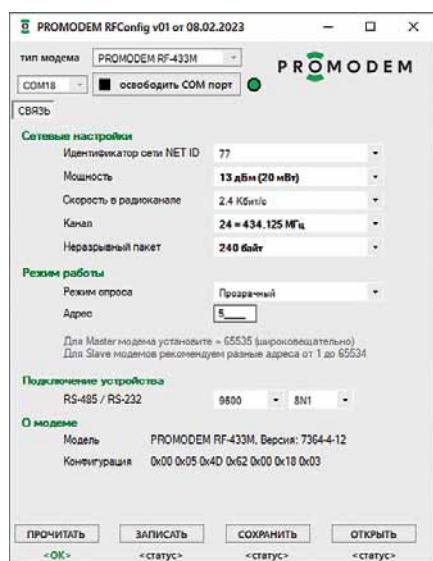 PROMODEM RFConfig v01 от 08.02.2023
тип модема PROMODEM RF-433M
PROMODEM
COM18 освободить COM порт
СВЯЗЬ
Сетевые настройки
Идентификатор сети NET ID 77
Мощность 13 дБм (20 мВт)
Скорость в радиоканале 2.4 Кбит/с
Канал 24 = 434.125 МГц
Неразрывный пакет 240 байт
Режим работы
Режим опроса Прозрачный
Адрес 5____
Для Master модема установите = 65535 (широковещательно)
Для Slave модемов рекомендуем разные адреса от 1 до 65534
Подключение устройства
RS-485 / RS-232 9600 8N1
О модеме
Модель PROMODEM RF-433M, Версия: 7364-4-12
Конфигурация 0x00 0x05 0x4D 0x62 0x00 0x18 0x03
ПРОЧИТАТЬ ЗАПИСАТЬ СОХРАНИТЬ ОТКРЫТЬ
<OK> <статус> <статус> <статус>